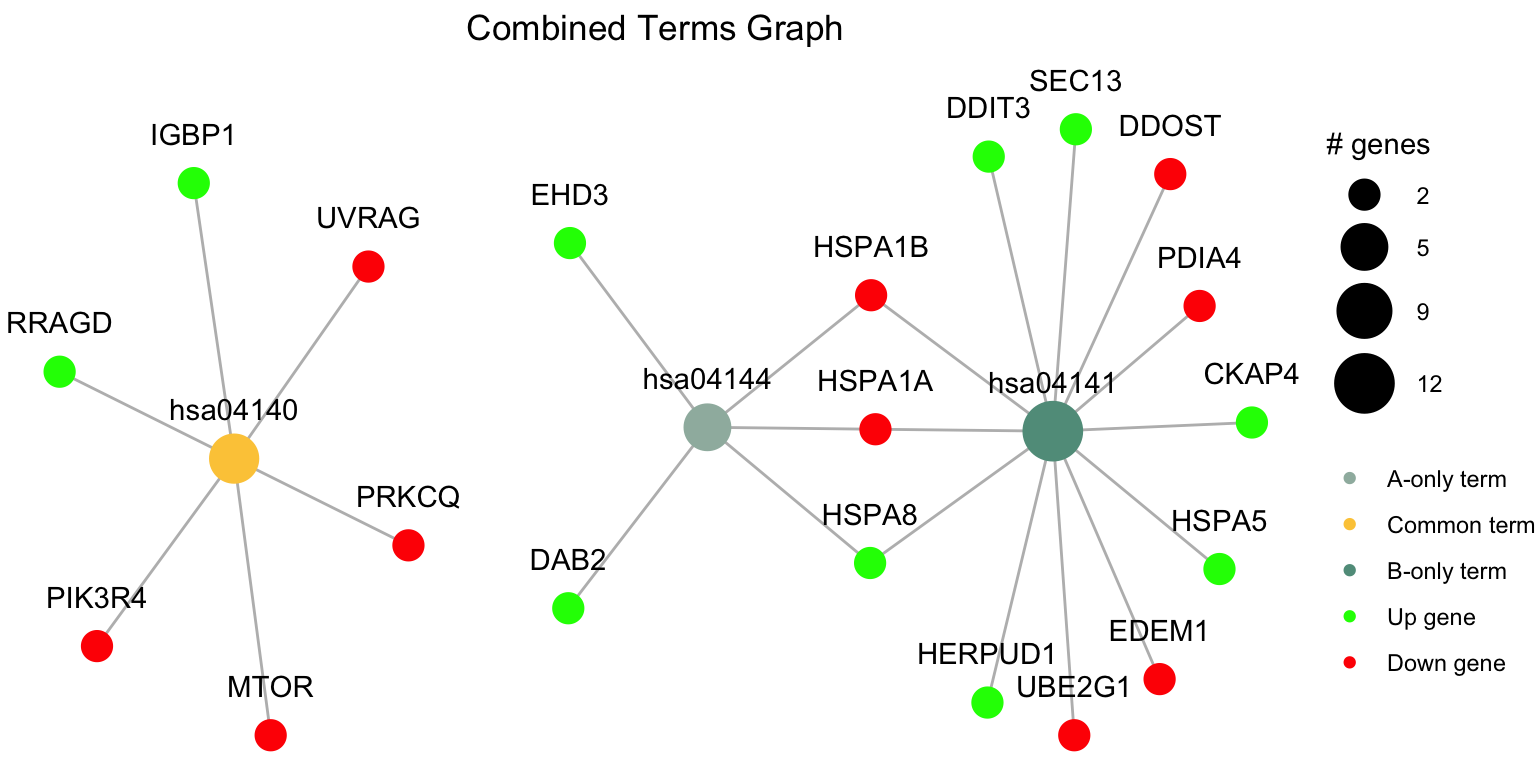 Combined Terms Graph
SEC13
DDIT3
DDOST
IGBP1
# genes
EHD3
2
UVRAG
HSPA1B
5
PDIA4
RRAGD
9
hsa04144
HSPA1A
hsa04141
CKAP4
12
hsa04140
A-only term
PRKCQ
HSPA8
HSPA5
Common term
DAB2
B-only term
PIK3R4
Up gene
EDEM1
HERPUD1
Down gene
MTOR
UBE2G1